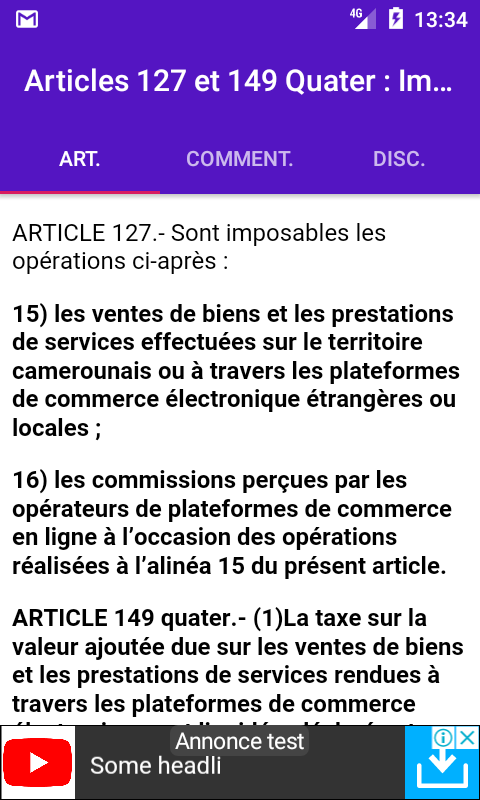 4G 13:34
Articles 127 et 149 Quater : Im...
ART. COMMENT. DISC.
ARTICLE 127.- Sont imposables les
opérations ci-après :
15) les ventes de biens et les prestations
de services effectuées sur le territoire
camerounais ou à travers les plateformes
de commerce électronique étrangères ou
locales ;
16) les commissions perçues par les
opérateurs de plateformes de commerce
en ligne à l’occasion des opérations
réalisées à l’alinéa 15 du présent article.
ARTICLE 149 quater.- (1)La taxe sur la
valeur ajoutée due sur les ventes de biens
et les prestations de services rendues à
travers les plateformes de commerce
Annonce test
Some headli